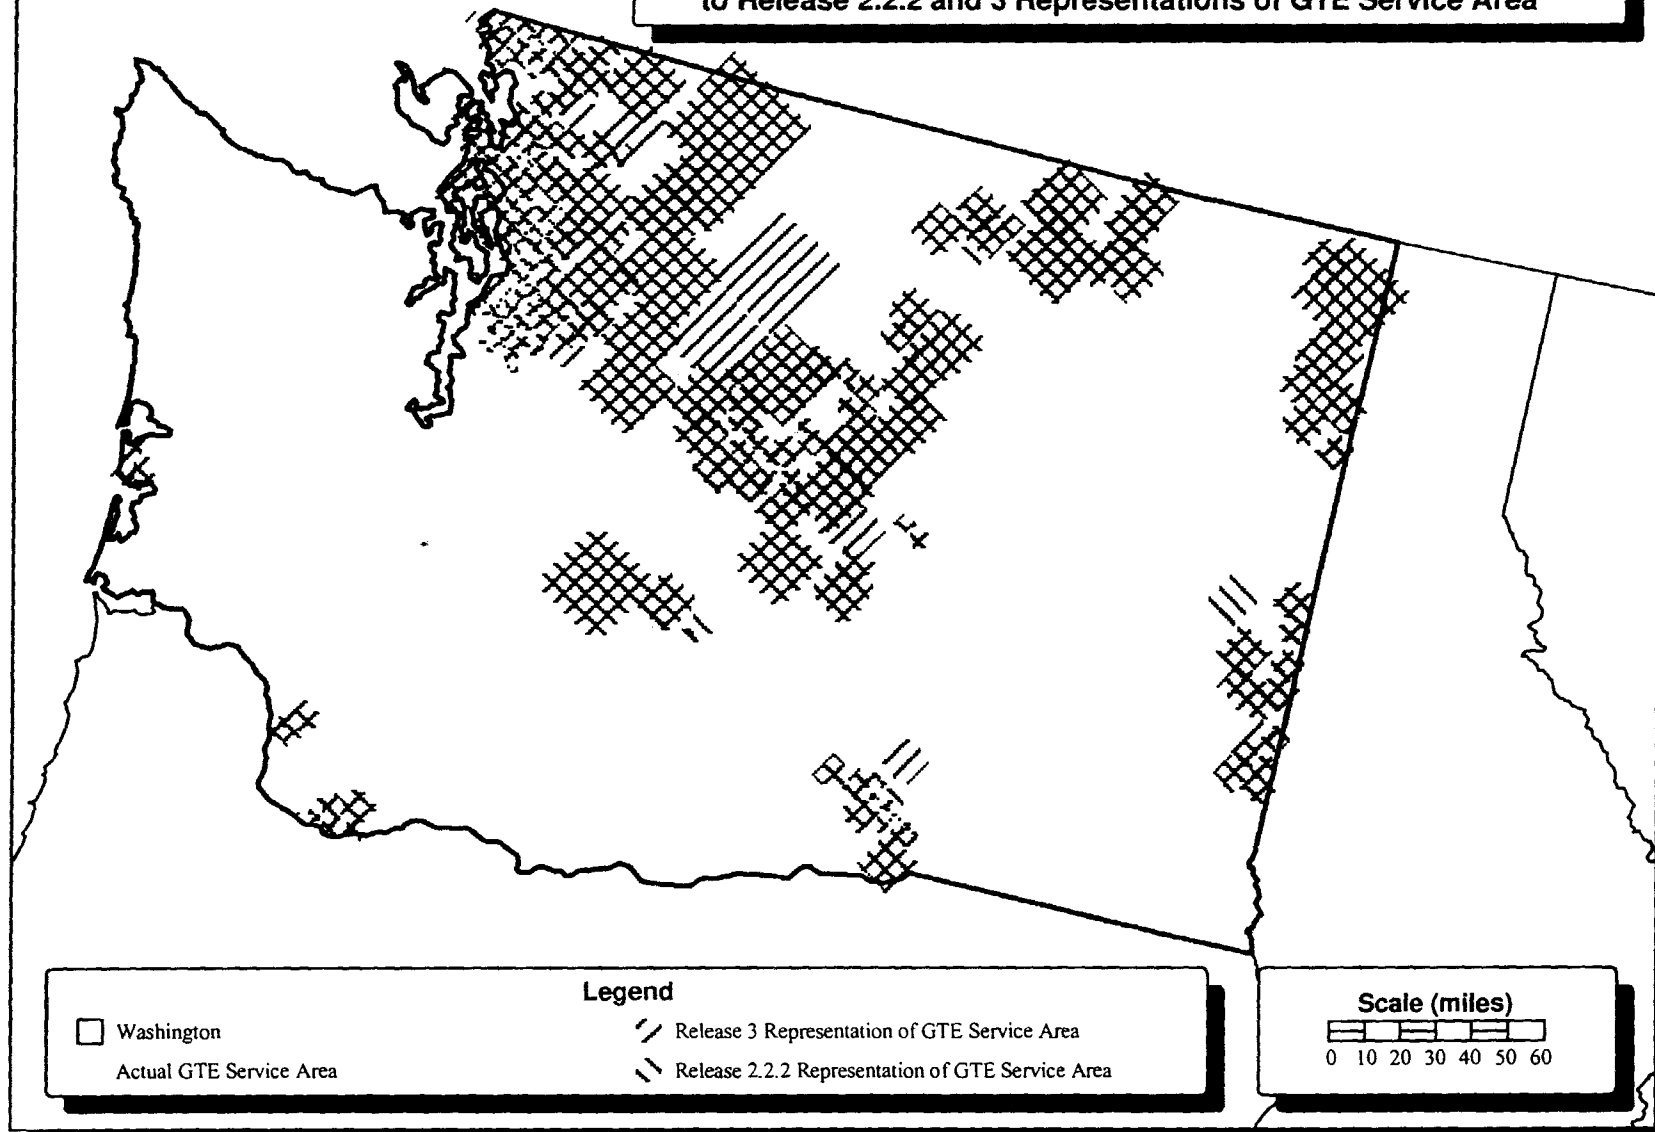 to Release 2.2.2 and 3 Representations of GTE Service Area
Legend
Washington
Actual GTE Service Area
Release 3 Representation of GTE Service Area
Release 2.2.2 Representation of GTE Service Area
Scale (miles)
0 10 20 30 40 50 60